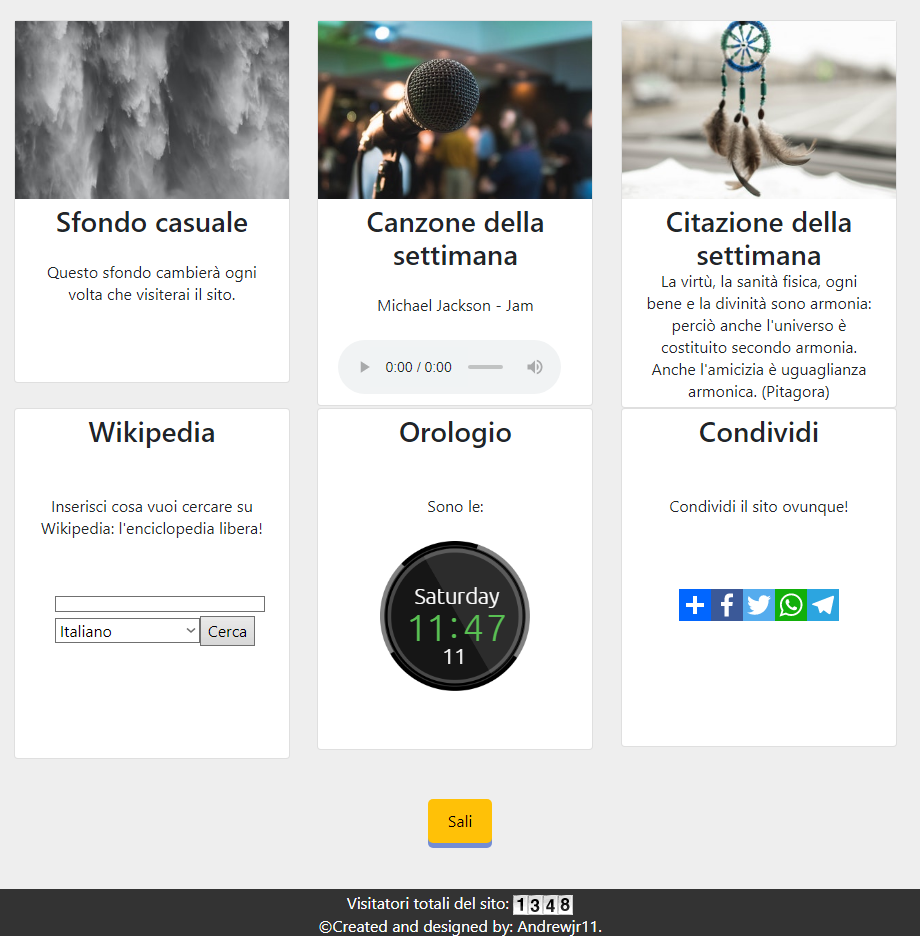 Sfondo casuale
Questo sfondo cambierà ogni
volta che visiterai il sito.
Canzone della
settimana
Michael Jackson - Jam
0:00 / 0:00
Citazione della
settimana
La virtù, la sanità fisica, ogni
bene e la divinità sono armonia:
perciò anche l'universo è
costituito secondo armonia.
Anche l'amicizia è uguaglianza
armonica. (Pitagora)
Wikipedia
Inserisci cosa vuoi cercare su
Wikipedia: l'enciclopedia libera!
Italiano
Cerca
Orologio
Sono le:
Saturday
11:47
11
Condividi
Condividi il sito ovunque!
Sali
Visitatori totali del sito: 1348
©Created and designed by: Andrewjr11.